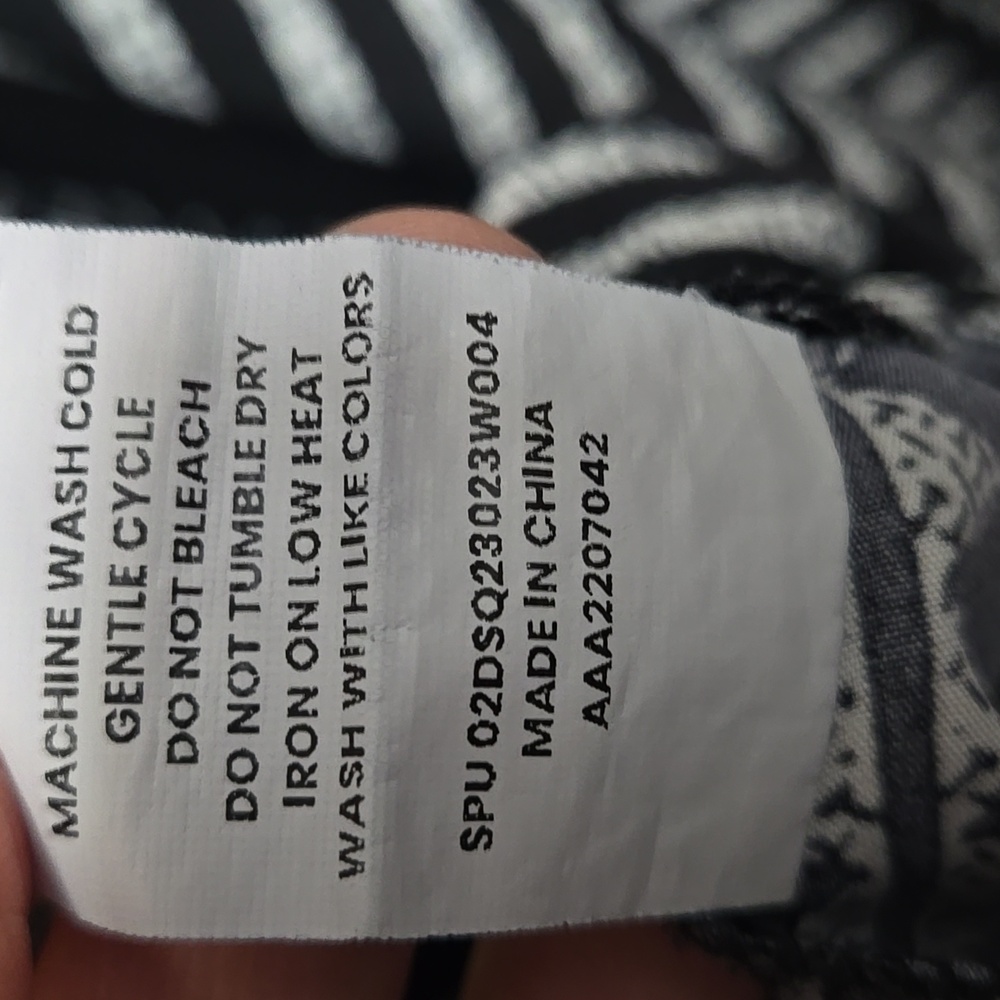 MACHINE WASH COLD
GENTLE CYCLE
DO NOT BLEACH
DO NOT TUMBLE DRY
IRON ON LOW HEAT
WASH WITH LIKE COLORS
SPU 02DSQ23023W004
MADE IN CHINA
AAA2207042